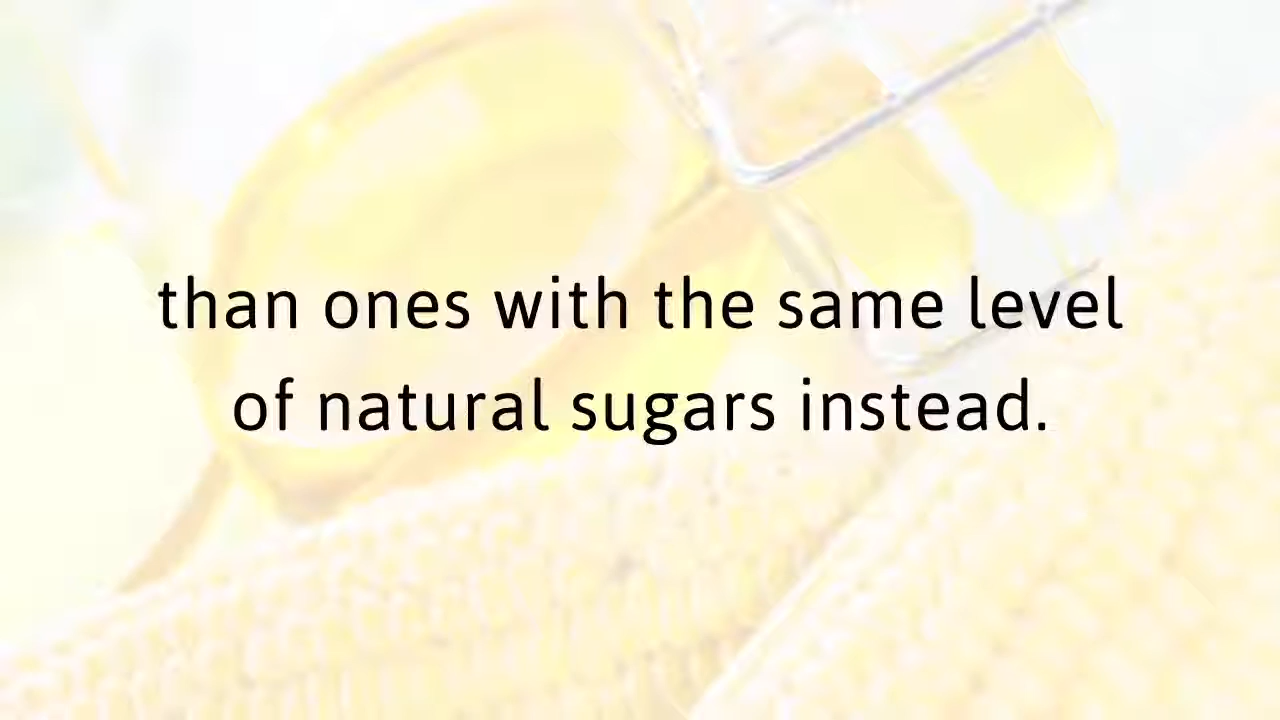 than ones with the same level
of natural sugars instead.